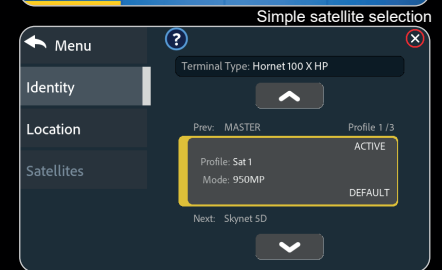 Simple satellite selection
Menu
?
Terminal Type: Hornet 100 X HP
Identity
Location
Prev: MASTER
Profile 1 /3
ACTIVE
Satellites
Profile: Sat 1
Mode: 950MP
DEFAULT
Next: Skynet 5D